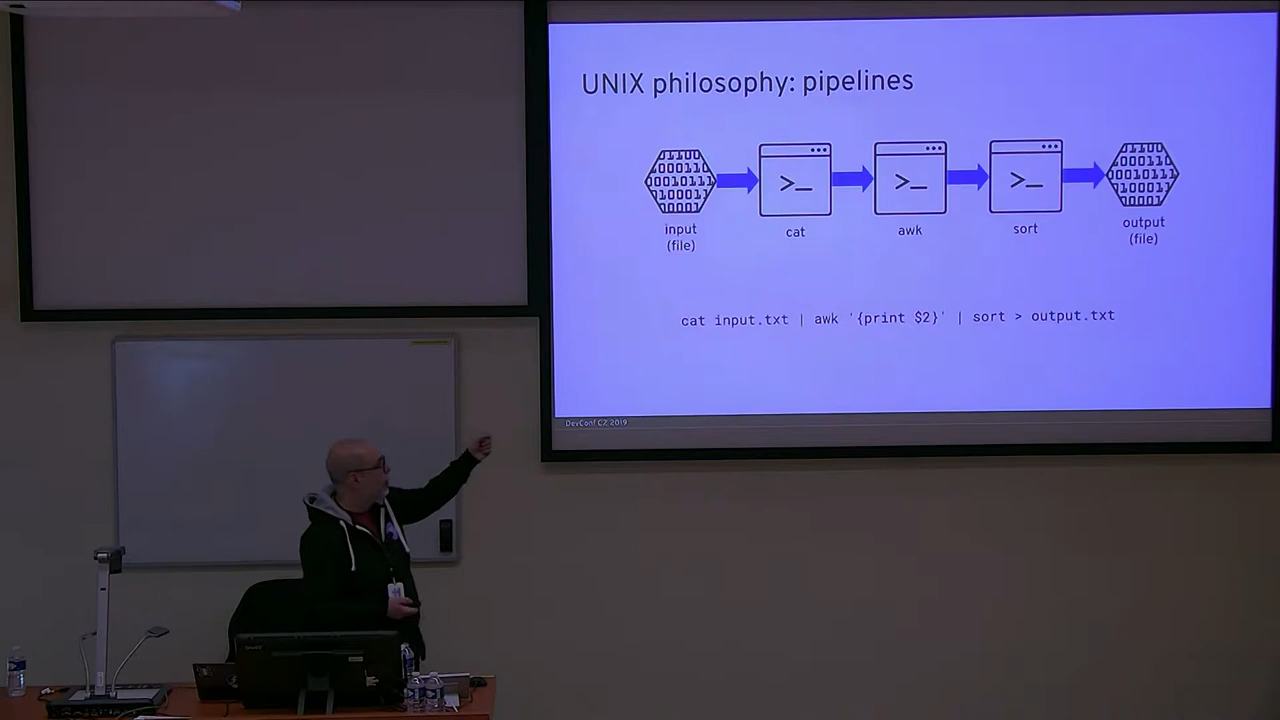 UNIX philosophy: pipelines
input
(file)
cat
awk
sort
output
(file)
cat input.txt | awk '{print $2}' | sort > output.txt
DevConf CZ 2019